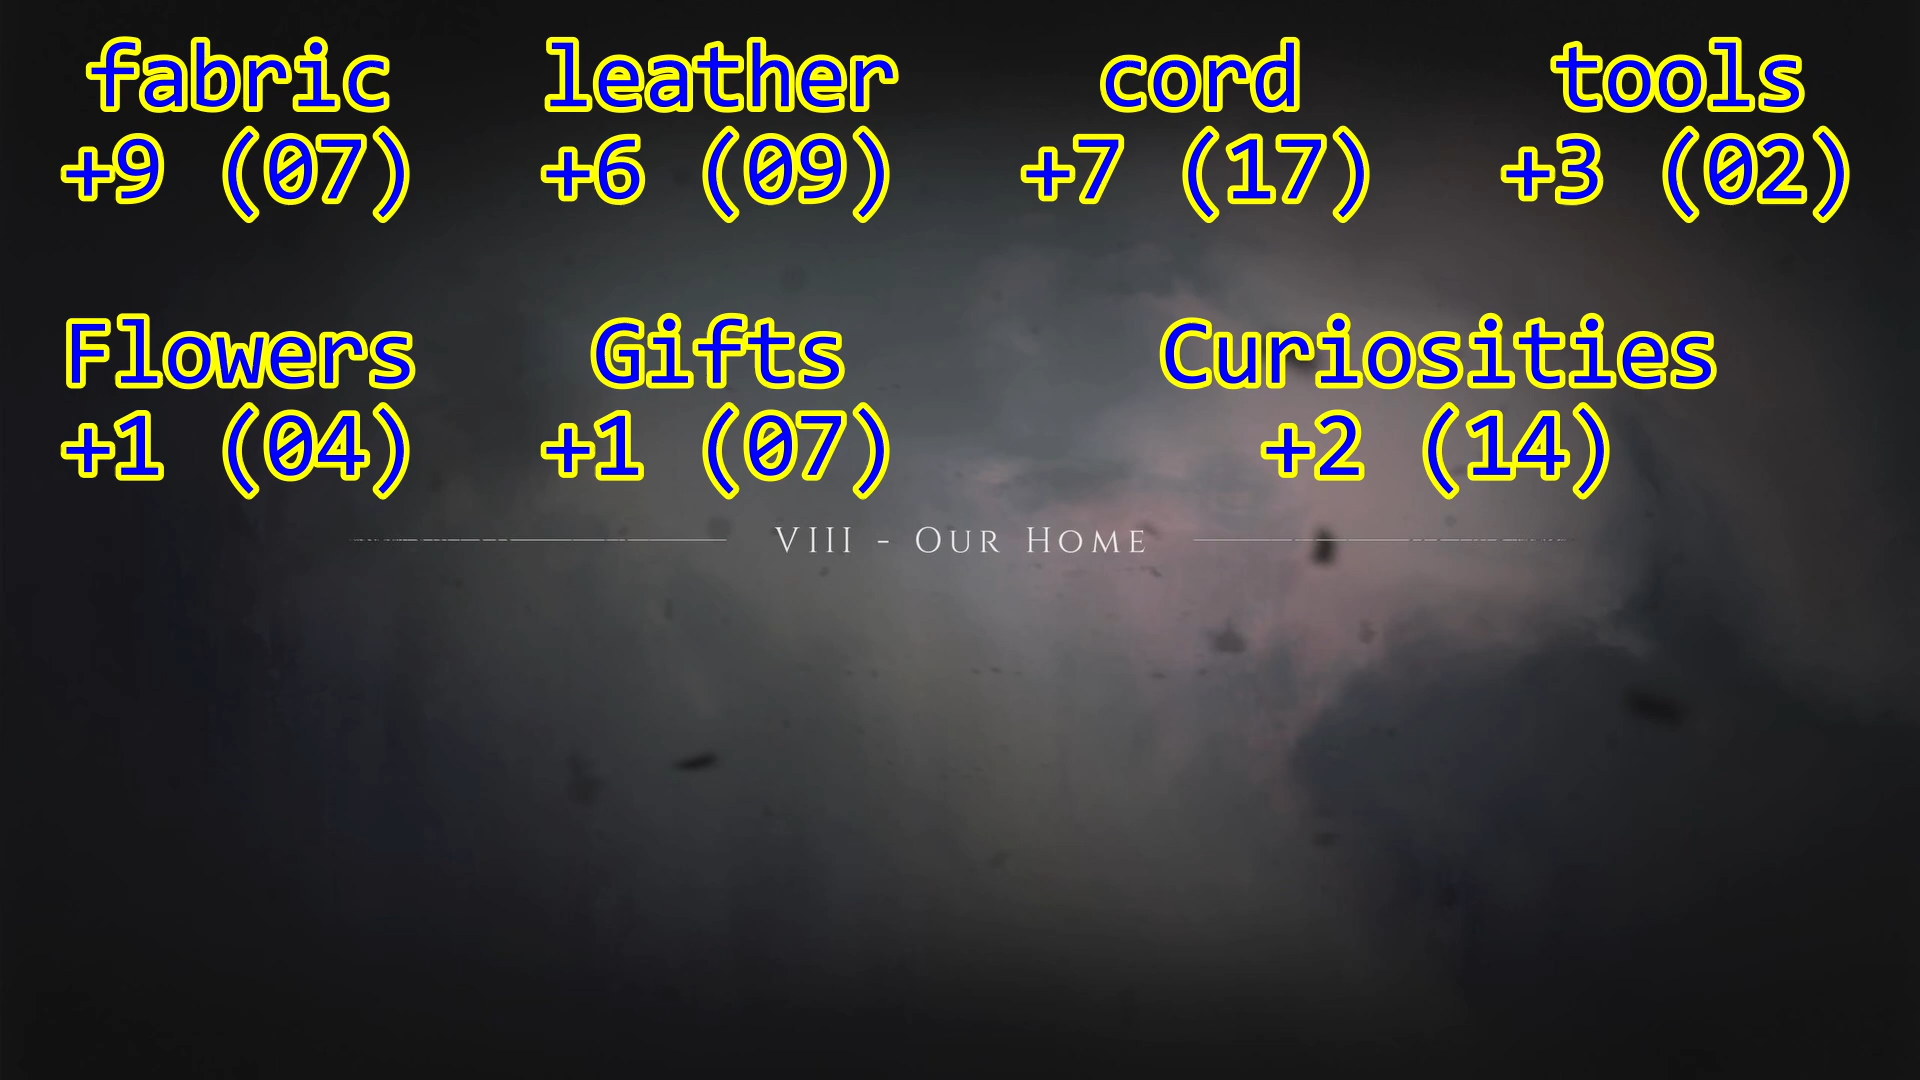 fabric leather cord tools
+9 (07) +6 (09) +7 (17) +3 (02)
Flowers Gifts Curiosities
+1 (04) +1 (07) +2 (14)
VIII - Our Home